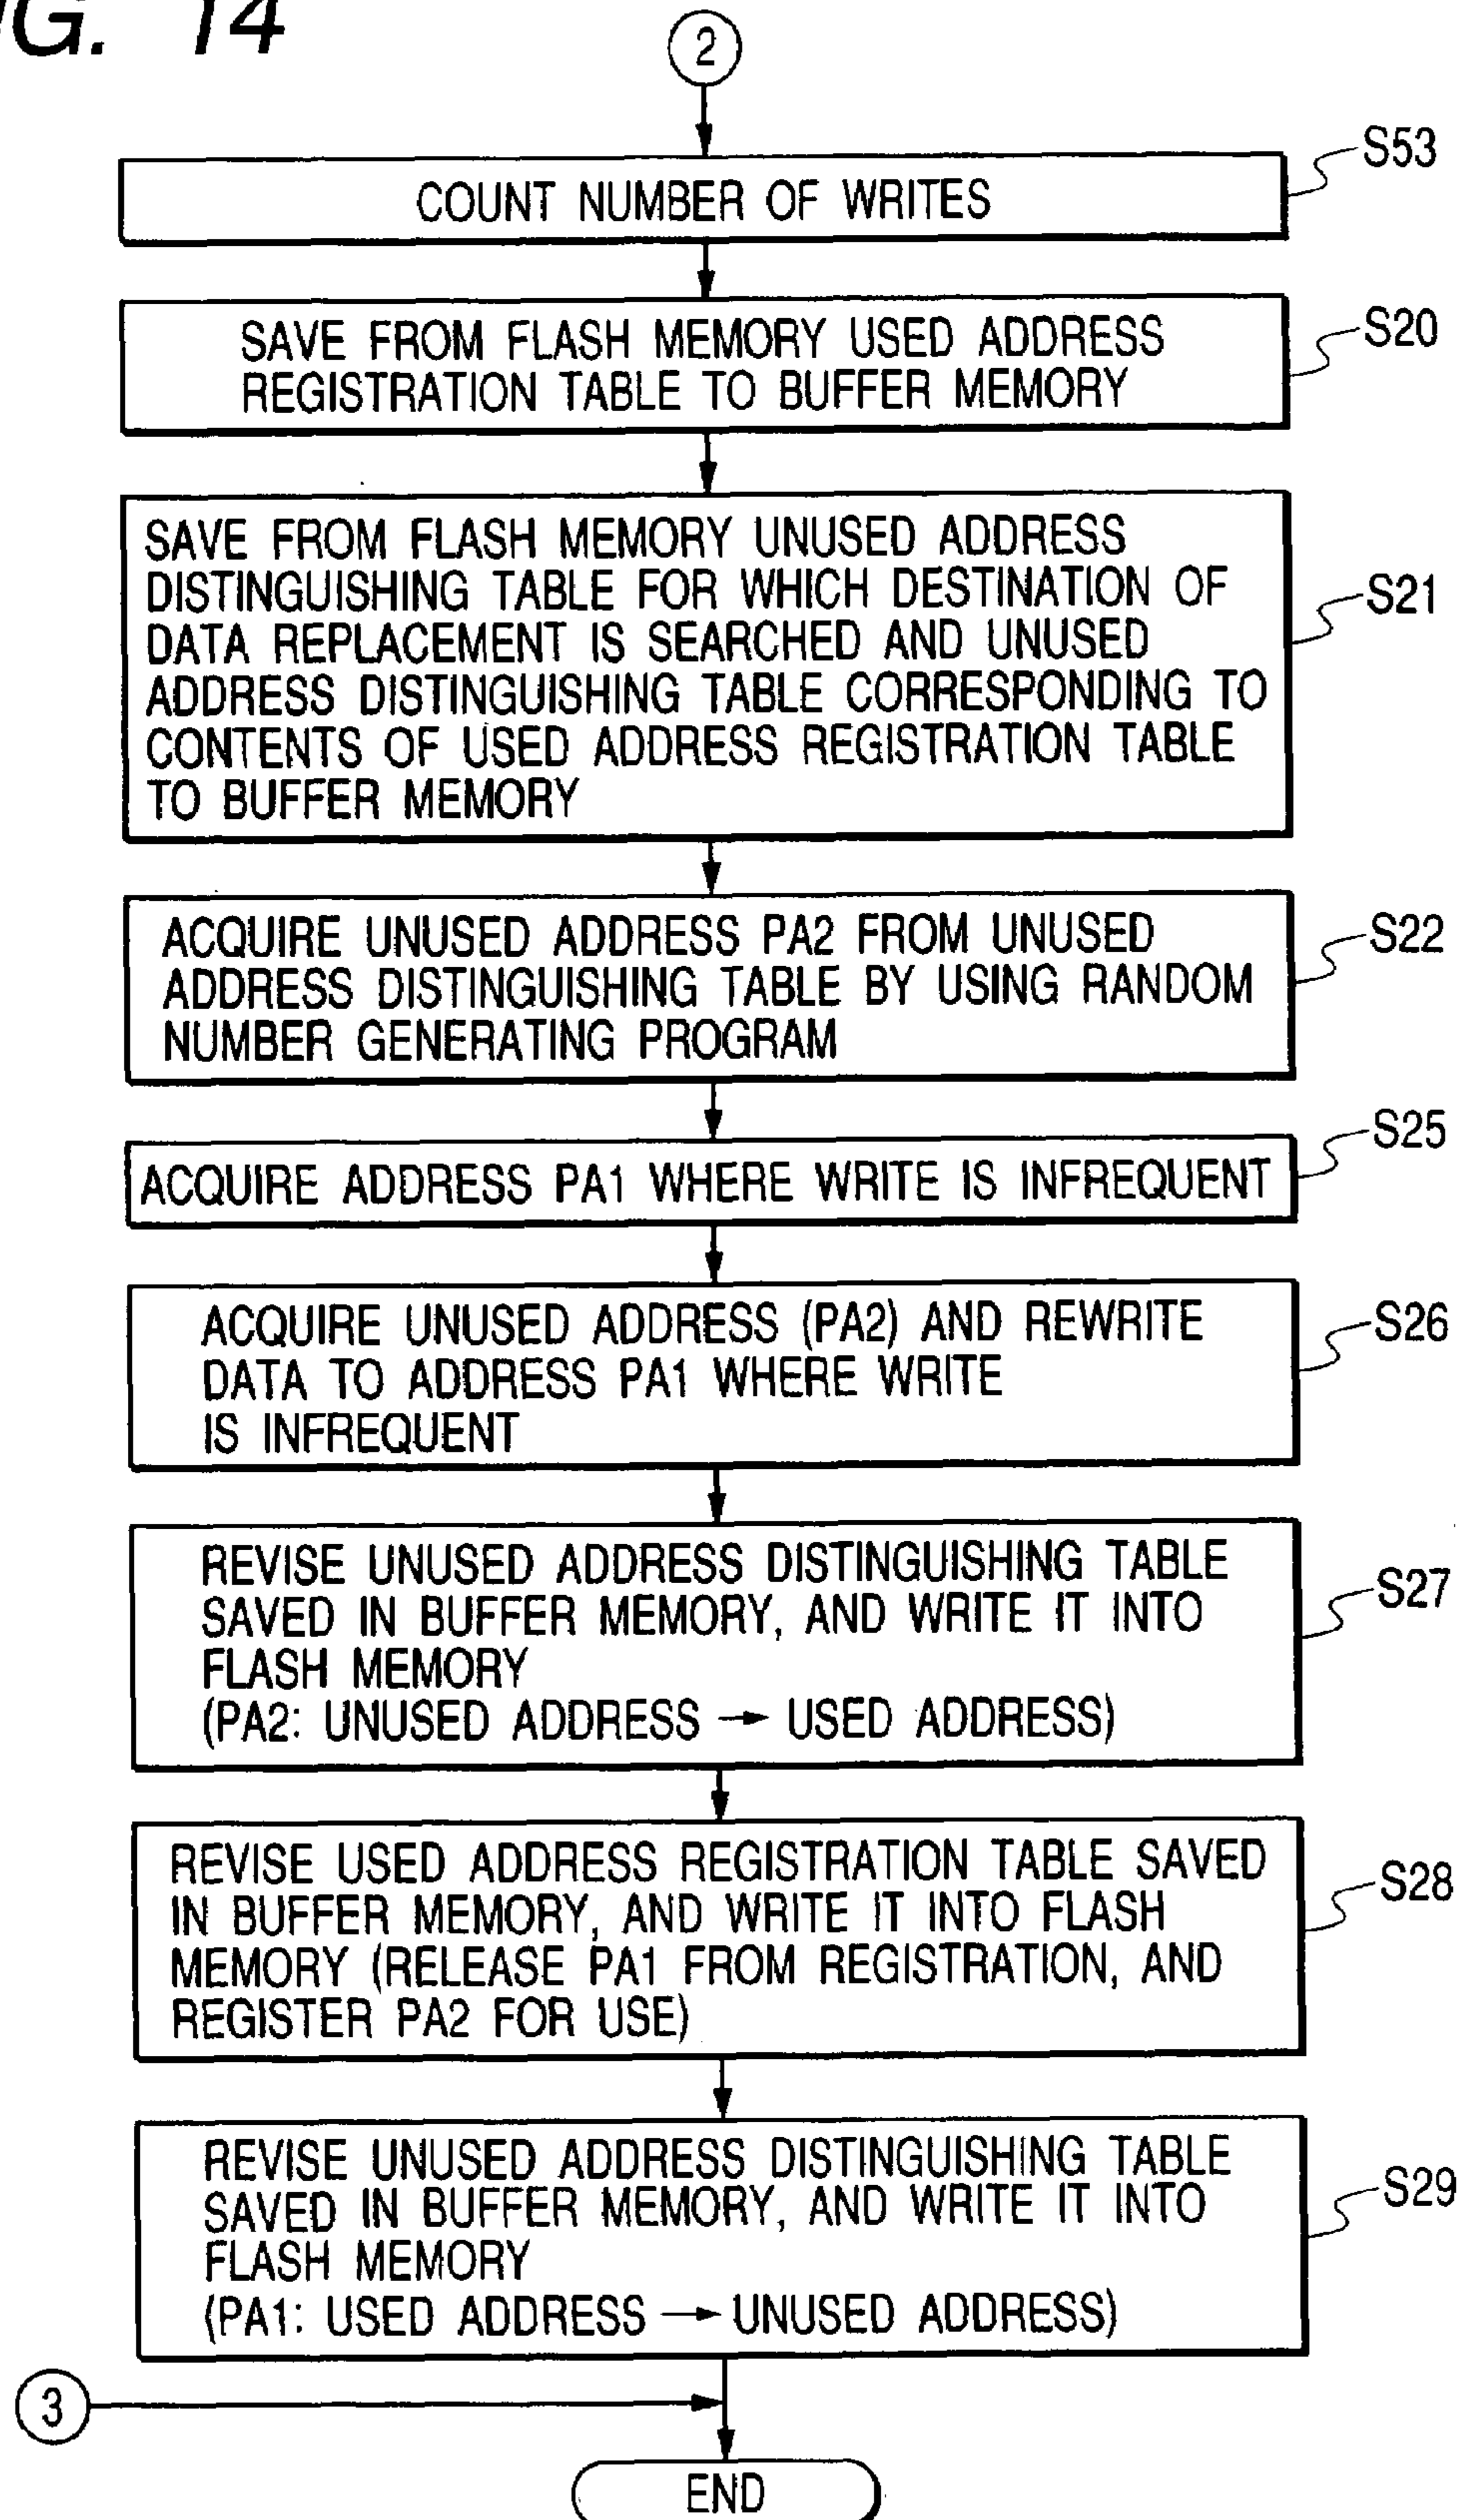 G. 14
2
COUNT NUMBER OF WRITES
S53
SAVE FROM FLASH MEMORY USED ADDRESS
REGISTRATION TABLE TO BUFFER MEMORY
S20
SAVE FROM FLASH MEMORY UNUSED ADDRESS
DISTINGUISHING TABLE FOR WHICH DESTINATION OF
DATA REPLACEMENT IS SEARCHED AND UNUSED
ADDRESS DISTINGUISHING TABLE CORRESPONDING TO
CONTENTS OF USED ADDRESS REGISTRATION TABLE
TO BUFFER MEMORY
S21
ACQUIRE UNUSED ADDRESS PA2 FROM UNUSED
ADDRESS DISTINGUISHING TABLE BY USING RANDOM
NUMBER GENERATING PROGRAM
S22
ACQUIRE ADDRESS PA1 WHERE WRITE IS INFREQUENT
S25
ACQUIRE UNUSED ADDRESS (PA2) AND REWRITE
DATA TO ADDRESS PA1 WHERE WRITE
IS INFREQUENT
S26
REVISE UNUSED ADDRESS DISTINGUISHING TABLE
SAVED IN BUFFER MEMORY, AND WRITE IT INTO
FLASH MEMORY
(PA2: UNUSED ADDRESS → USED ADDRESS)
S27
REVISE USED ADDRESS REGISTRATION TABLE SAVED
IN BUFFER MEMORY, AND WRITE IT INTO FLASH
MEMORY (RELEASE PA1 FROM REGISTRATION, AND
REGISTER PA2 FOR USE)
S28
REVISE UNUSED ADDRESS DISTINGUISHING TABLE
SAVED IN BUFFER MEMORY, AND WRITE IT INTO
FLASH MEMORY
(PA1: USED ADDRESS → UNUSED ADDRESS)
S29
3
END